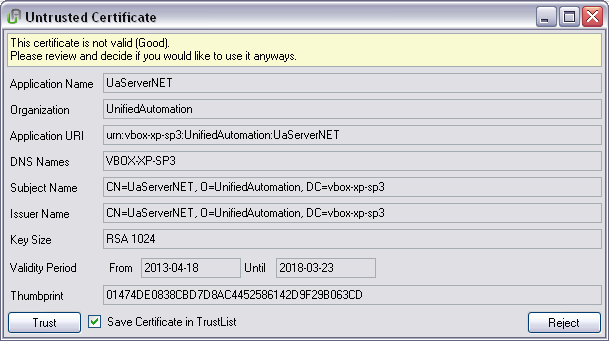 Untrusted Certificate
This certificate is not valid (Good).
Please review and decide if you would like to use it anyways.
Application Name UaServerNET
Organization UnifiedAutomation
Application URI urn:vbox-xp-sp3:UnifiedAutomation:UaServerNET
DNS Names VBOX-XP-SP3
Subject Name CN=UaServerNET, O=UnifiedAutomation, DC=vbox-xp-sp3
Issuer Name CN=UaServerNET, O=UnifiedAutomation, DC=vbox-xp-sp3
Key Size RSA 1024
Validity Period From 2013-04-18 Until 2018-03-23
Thumbprint 01474DE0838CBD7D8AC4452586142D9F29B063CD
Trust Save Certificate in TrustList Reject